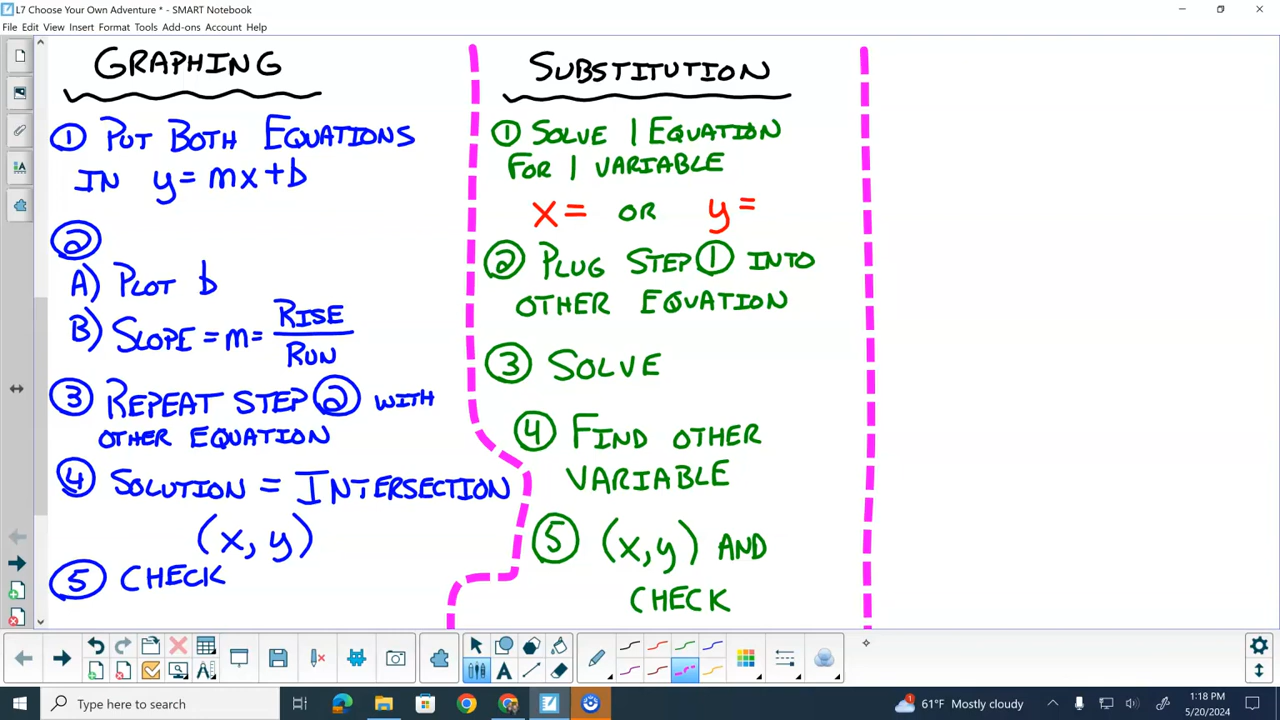 L7 Choose Your Own Adventure * - SMART Notebook
File Edit View Insert Format Tools Add-ons Account Help
GRAPHING
① PUT BOTH EQUATIONS
IN y = mx + b
②
A) PLOT b
B) SLOPE = m = RISE
RUN
③ REPEAT STEP ② WITH
OTHER EQUATION
④ SOLUTION = INTERSECTION
(x, y)
⑤ CHECK
SUBSTITUTION
① SOLVE 1 EQUATION
FOR 1 VARIABLE
x = OR y =
② PLUG STEP ① INTO
OTHER EQUATION
③ SOLVE
④ FIND OTHER
VARIABLE
⑤ (x, y) AND
CHECK
Type here to search
61°F Mostly cloudy
1:18 PM
5/20/2024